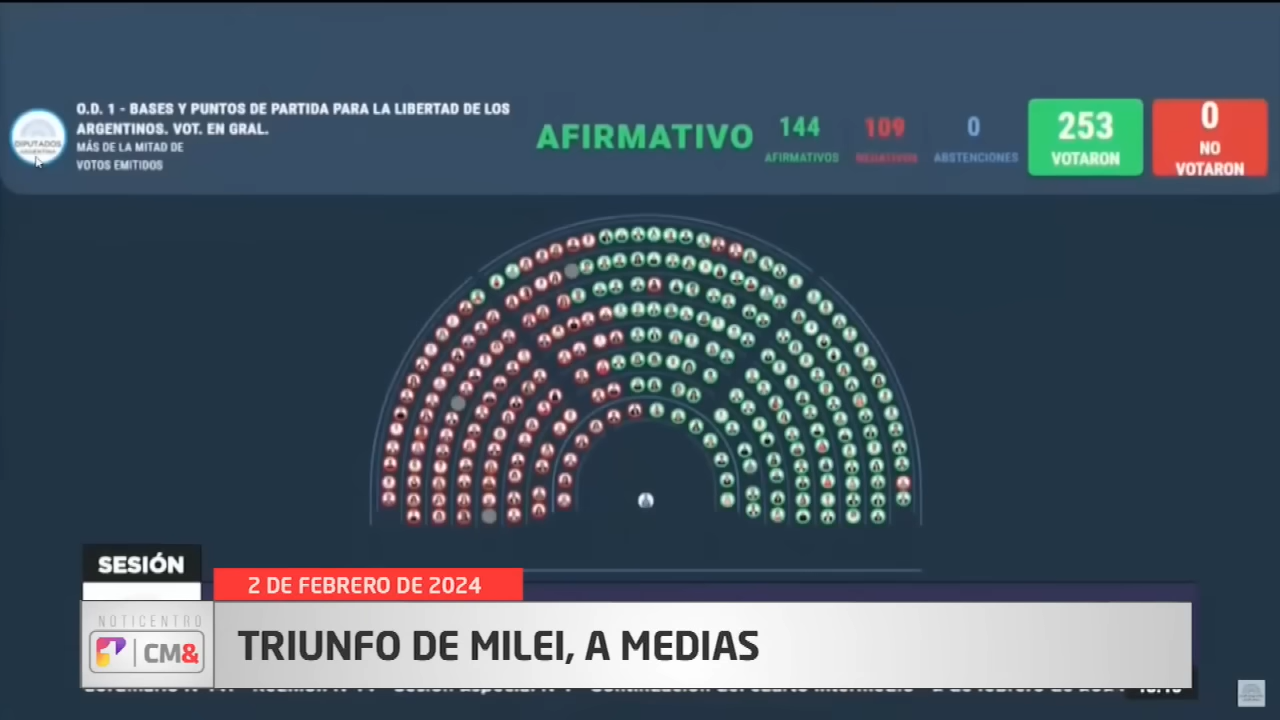 O.D. 1 - BASES Y PUNTOS DE PARTIDA PARA LA LIBERTAD DE LOS
ARGENTINOS. VOT. EN GRAL.
MÁS DE LA MITAD DE
VOTOS EMITIDOS
DIPUTADOS
AFIRMATIVO
144
AFIRMATIVOS
109
NEGATIVOS
0
ABSTENCIONES
253
VOTARON
0
NO
VOTARON
SESIÓN
2 DE FEBRERO DE 2024
NOTICENTRO
CM&
TRIUNFO DE MILEI, A MEDIAS